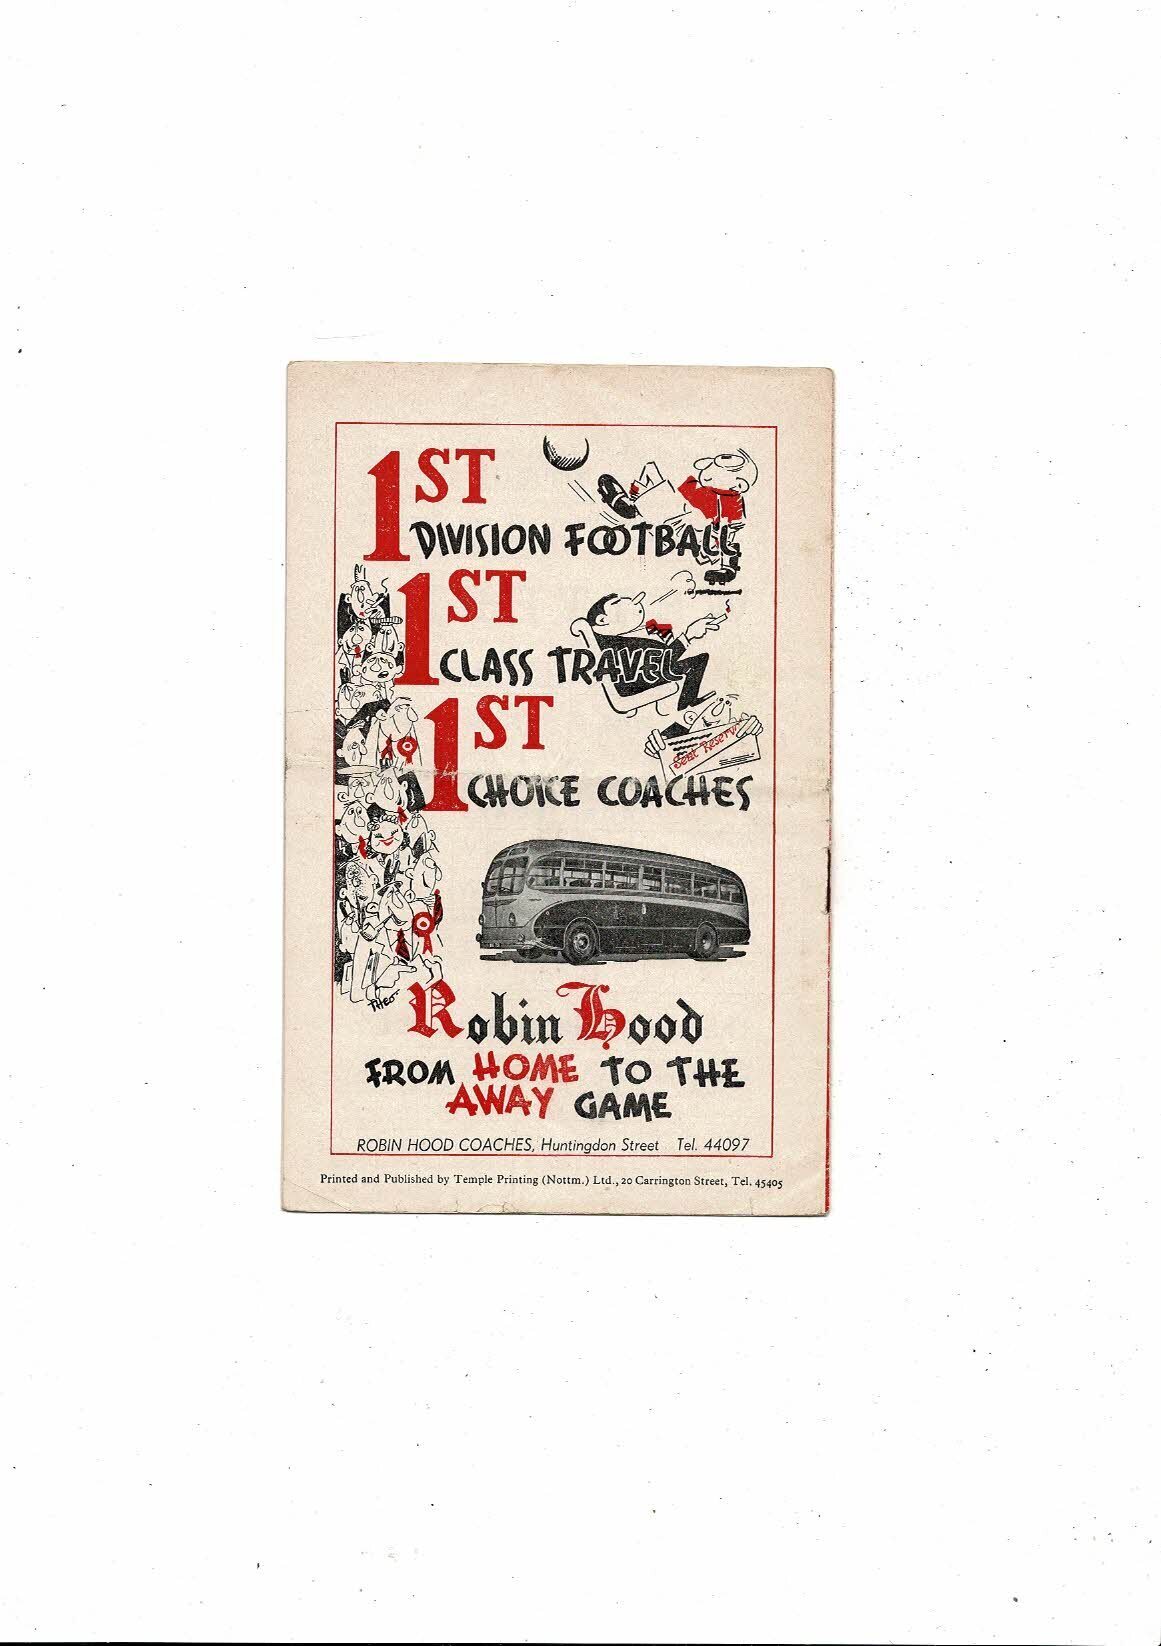 1ST
DIVISION FOOTBALL
1ST
CLASS TRAVEL
1ST
Seat Reserv
CHOICE COACHES
THEO
Robin Hood
FROM HOME TO THE
AWAY GAME
ROBIN HOOD COACHES, Huntingdon Street Tel. 44097
Printed and Published by Temple Printing (Nottm.) Ltd., 20 Carrington Street, Tel. 45405